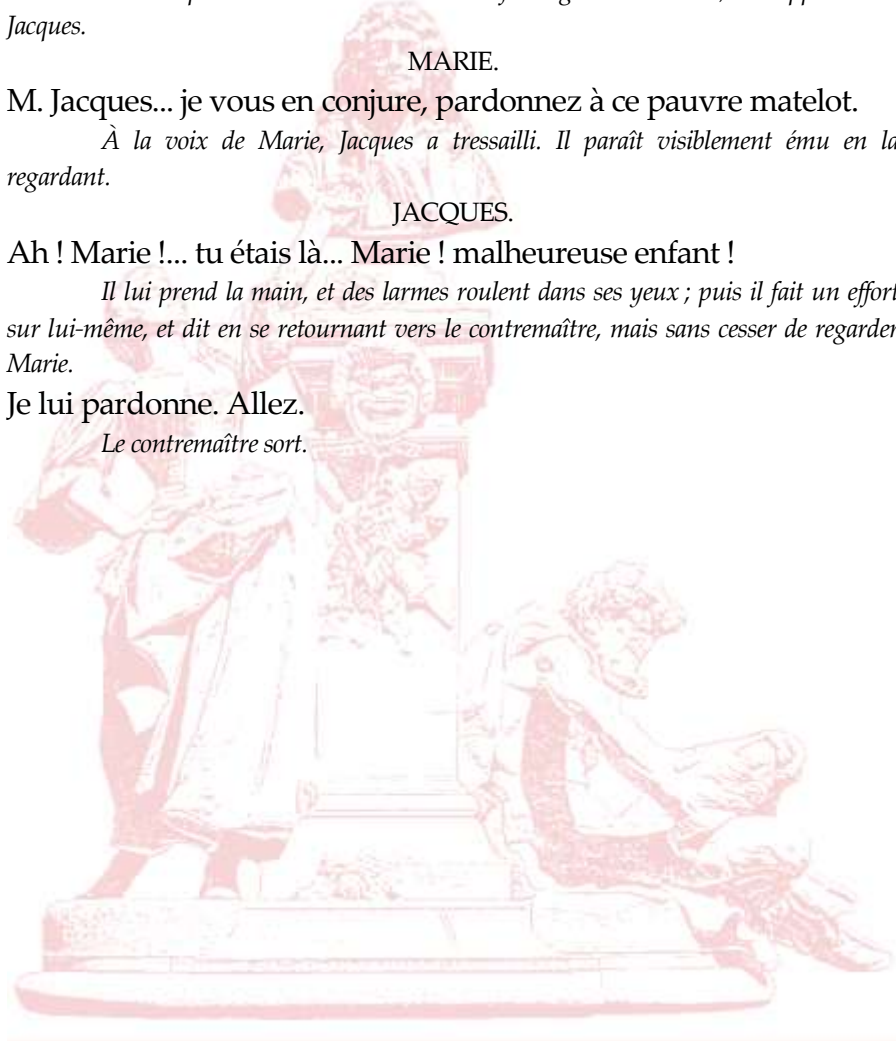 Jacques.
MARIE.
M. Jacques... je vous en conjure, pardonnez à ce pauvre matelot.
À la voix de Marie, Jacques a tressailli. Il paraît visiblement ému en la
regardant.
JACQUES.
Ah ! Marie !... tu étais là... Marie ! malheureuse enfant !
Il lui prend la main, et des larmes roulent dans ses yeux ; puis il fait un effort
sur lui-même, et dit en se retournant vers le contremaître, mais sans cesser de regarder
Marie.
Je lui pardonne. Allez.
Le contremaître sort.